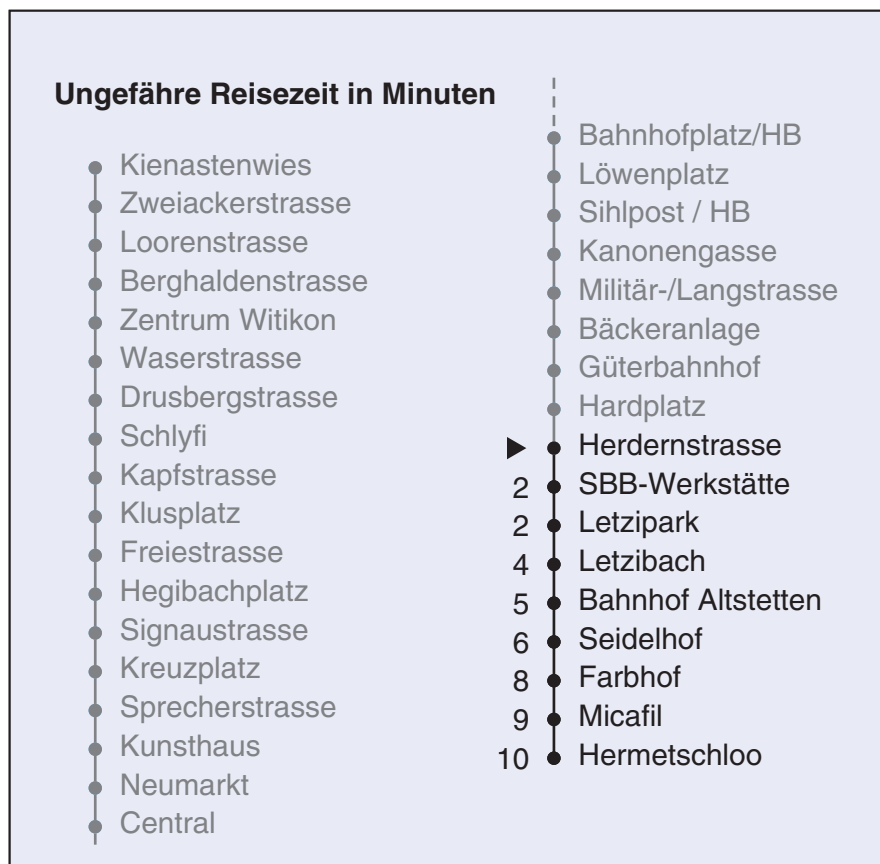 Ungefähre Reisezeit in Minuten
Kienastenwies
Zweiackerstrasse
Loorenstrasse
Berghaldenstrasse
Zentrum Witikon
Waserstrasse
Drusbergstrasse
Schlyfi
Kapfstrasse
Klusplatz
Freiestrasse
Hegibachplatz
Signaustrasse
Kreuzplatz
Sprecherstrasse
Kunsthaus
Neumarkt
Central
Bahnhofplatz/HB
Löwenplatz
Sihlpost / HB
Kanonengasse
Militär-/Langstrasse
Bäckeranlage
Güterbahnhof
Hardplatz
Herdernstrasse
2 SBB-Werkstätte
2 Letzipark
4 Letzibach
5 Bahnhof Altstetten
6 Seidelhof
8 Farbhof
9 Micafil
10 Hermetschloo